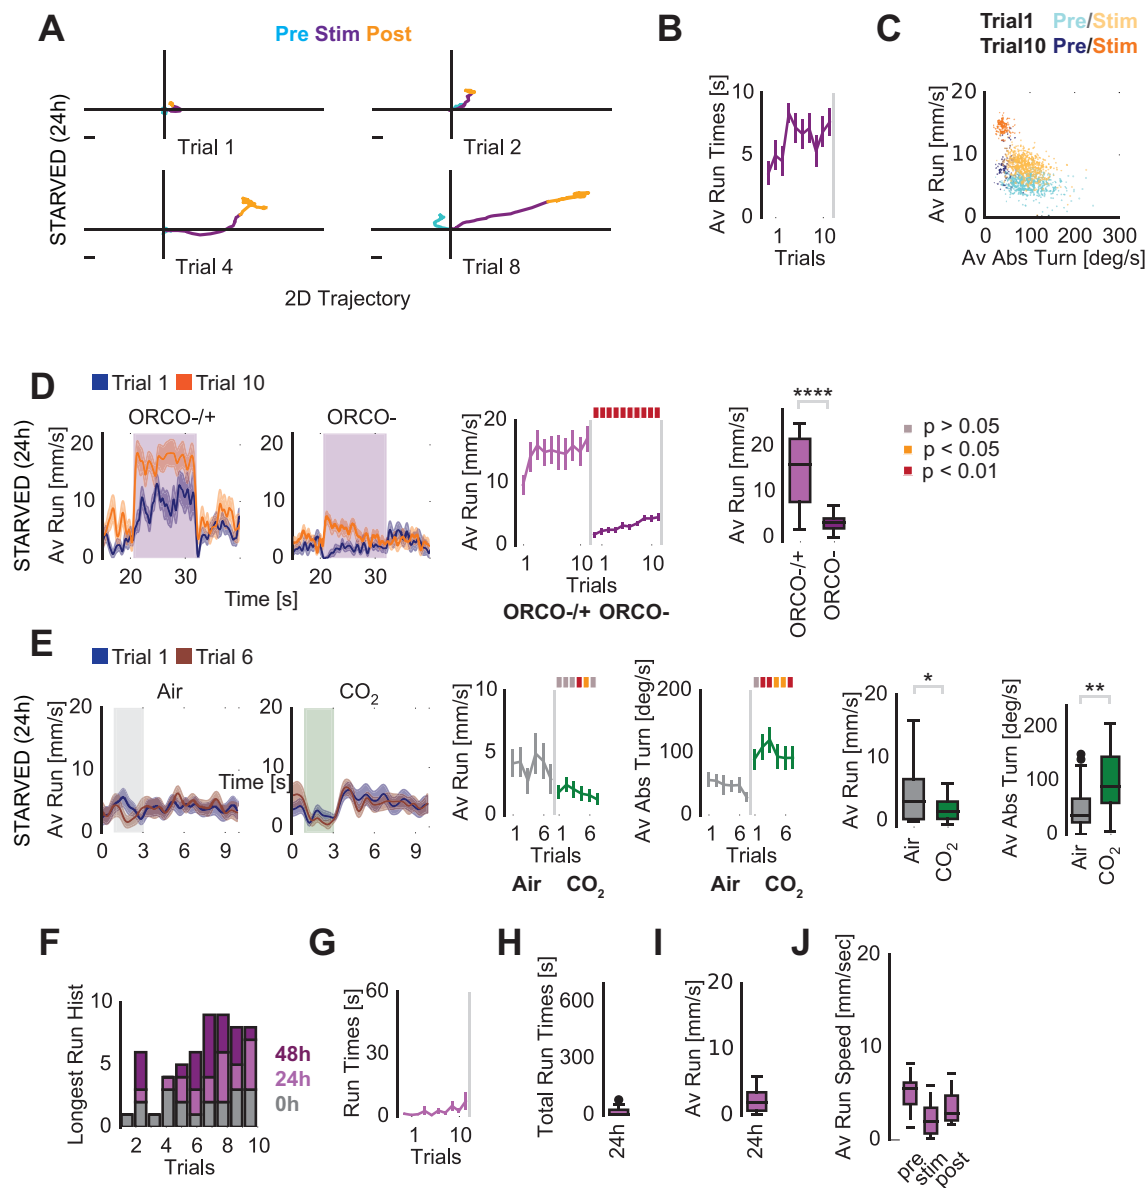 A
Pre Stim Post
STARVED (24h)
Trial 1
Trial 2
Trial 4
Trial 8
2D Trajectory
B
Av Run Times [s]
10
5
0
1 10
Trials
C
Trial1 Pre/Stim
Trial10 Pre/Stim
Av Run [mm/s]
20
10
0
0 100 200 300
Av Abs Turn [deg/s]
D
Trial 1 Trial 10
STARVED (24h)
ORCO-/+
ORCO-
Av Run [mm/s]
20
10
0
20 30
20
10
0
20 30
Time [s]
Av Run [mm/s]
20
10
0
1 10 1 10
Trials
ORCO-/+ ORCO-
Av Run [mm/s]
20
10
0
****
ORCO-/+
ORCO-
p > 0.05
p < 0.05
p < 0.01
E
Trial 1 Trial 6
STARVED (24h)
Air
CO2
Av Run [mm/s]
20
10
0
0 3 6 9
20
10
0
0 3 6 9
Time [s]
Av Run [mm/s]
10
5
0
1 6 1 6
Trials
Air CO2
Av Abs Turn [deg/s]
200
100
0
1 6 1 6
Trials
Air CO2
Av Run [mm/s]
20
10
0
*
Air
CO2
Av Abs Turn [deg/s]
200
100
0
**
Air
CO2
F
Longest Run Hist
10
5
0
2 4 6 8 10
Trials
48h
24h
0h
G
Run Times [s]
60
30
0
1 10
Trials
H
Total Run Times [s]
600
300
0
24h
I
Av Run [mm/s]
20
10
0
24h
J
Av Run Speed [mm/sec]
20
10
0
pre
stim
post